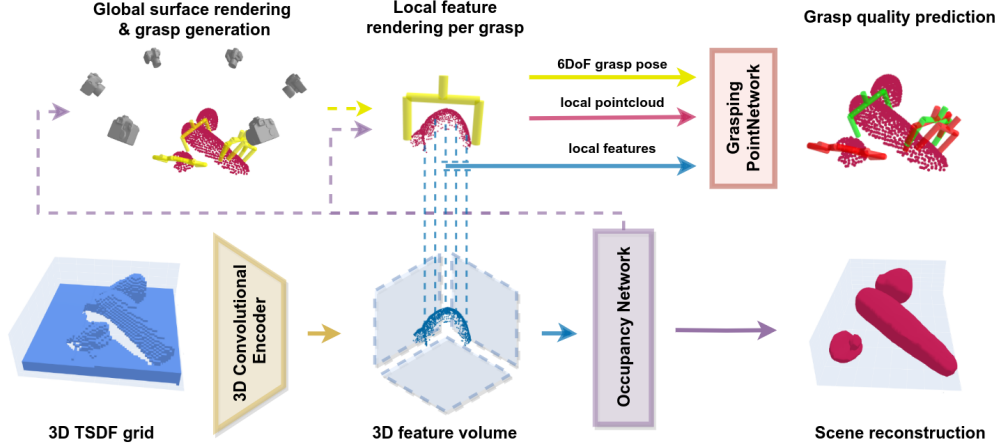 Global surface rendering
& grasp generation
Local feature
rendering per grasp
Grasp quality prediction
6DoF grasp pose
local pointcloud
local features
Grasping
PointNetwork
3D Convolutional
Encoder
Occupancy Network
3D TSDF grid
3D feature volume
Scene reconstruction